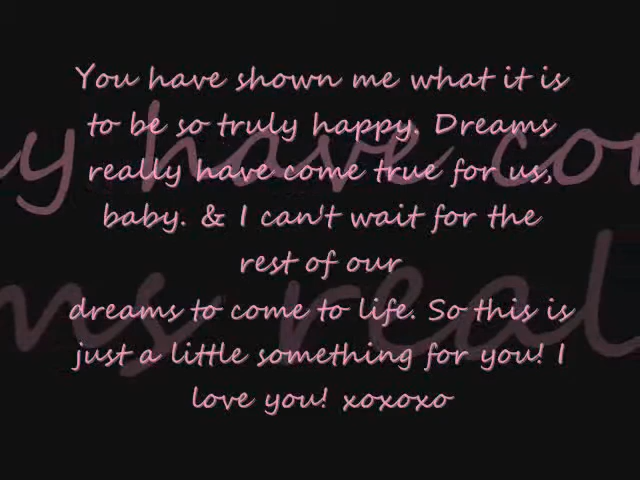 You have shown me what it is
to be so truly happy. Dreams
really have come true for us,
baby. & I can't wait for the
rest of our
dreams to come to life. So this is
just a little something for you! I
love you! xoxoxo